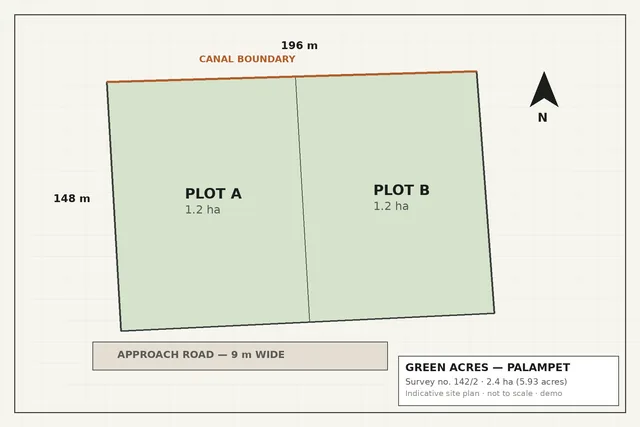 196 m
CANAL BOUNDARY
N
148 m
PLOT A
1.2 ha
PLOT B
1.2 ha
APPROACH ROAD — 9 m WIDE
GREEN ACRES — PALAMPET
Survey no. 142/2 · 2.4 ha (5.93 acres)
Indicative site plan · not to scale · demo